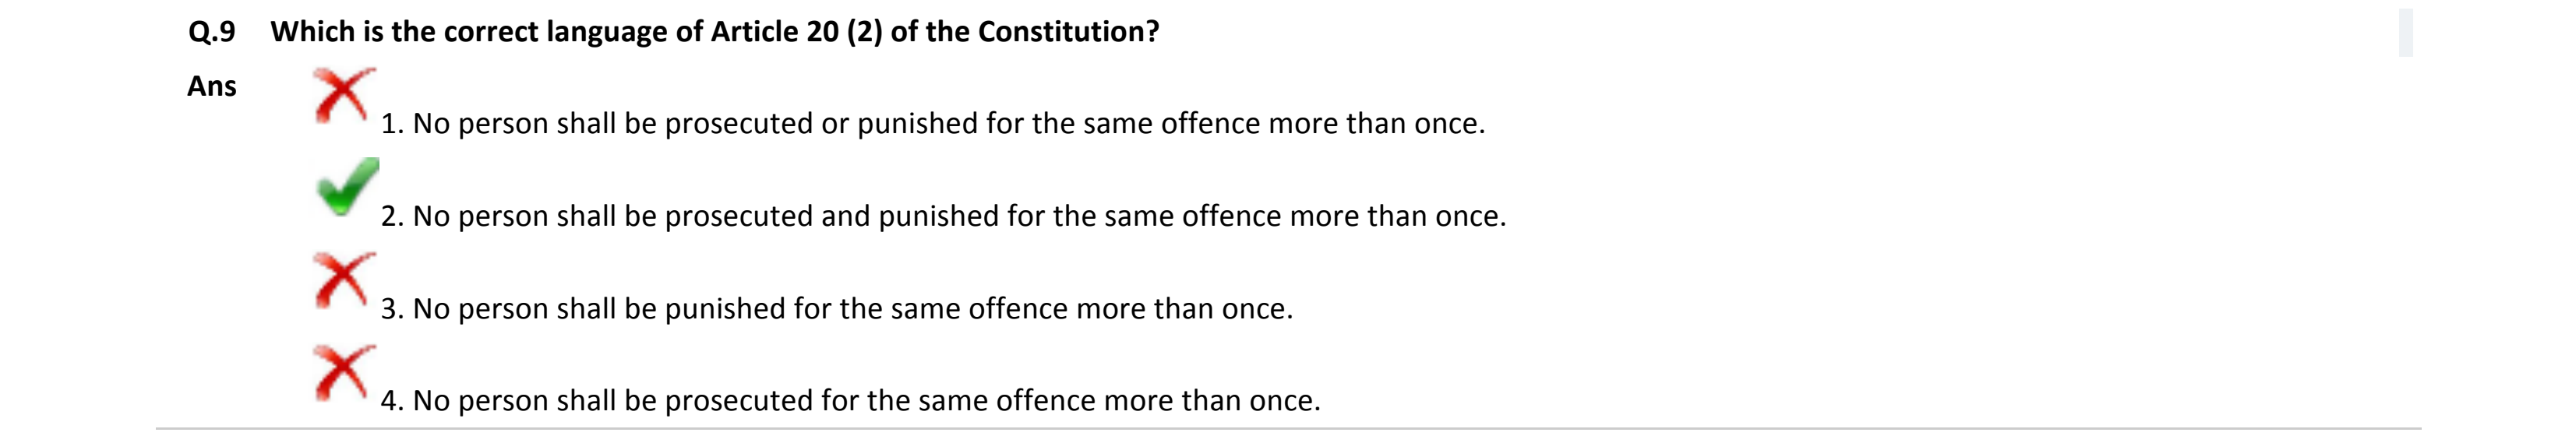 Q.9 Which is the correct language of Article 20 (2) of the Constitution?
Ans
1. No person shall be prosecuted or punished for the same offence more than once.
2. No person shall be prosecuted and punished for the same offence more than once.
3. No person shall be punished for the same offence more than once.
4. No person shall be prosecuted for the same offence more than once.